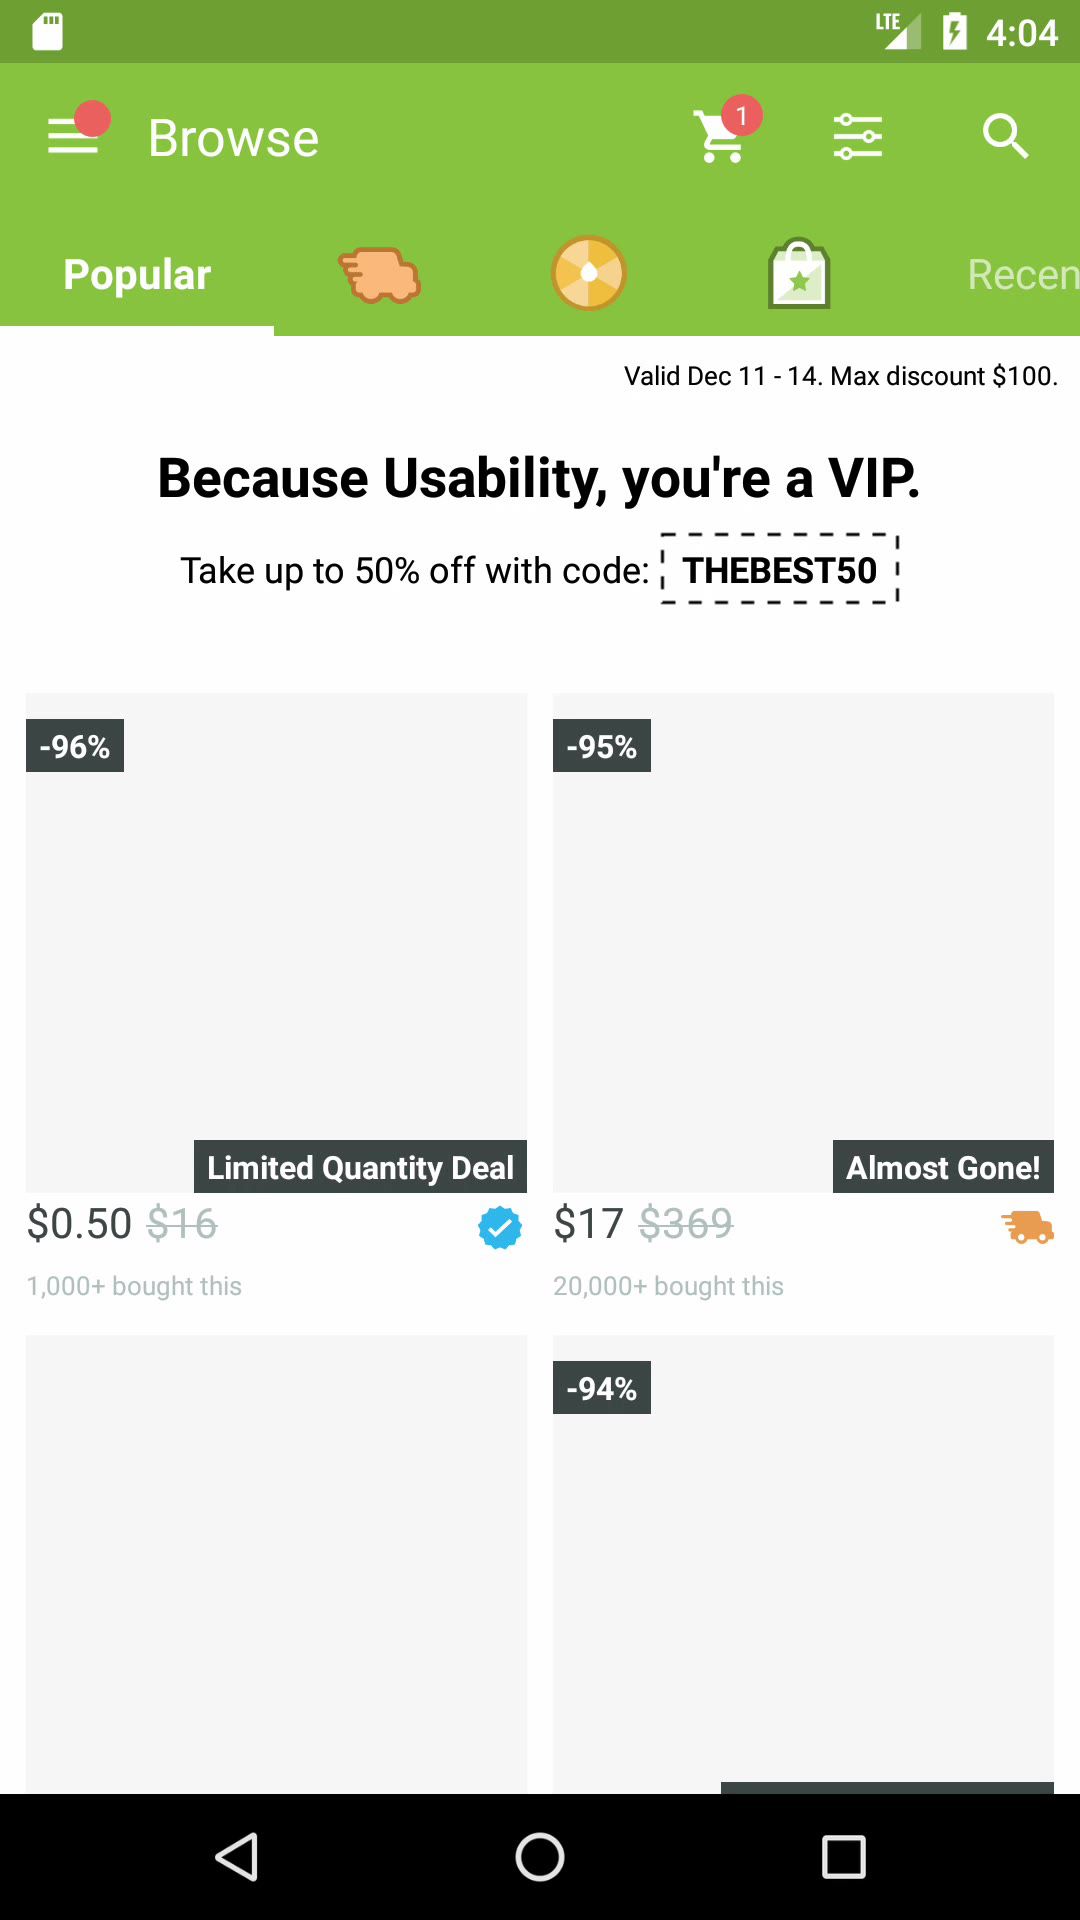 LTE 4:04
Browse 1
Popular Recen
Valid Dec 11 - 14. Max discount $100.
Because Usability, you're a VIP.
Take up to 50% off with code: THEBEST50
-96% -95%
Limited Quantity Deal Almost Gone!
$0.50 $16 $17 $369
1,000+ bought this 20,000+ bought this
-94%